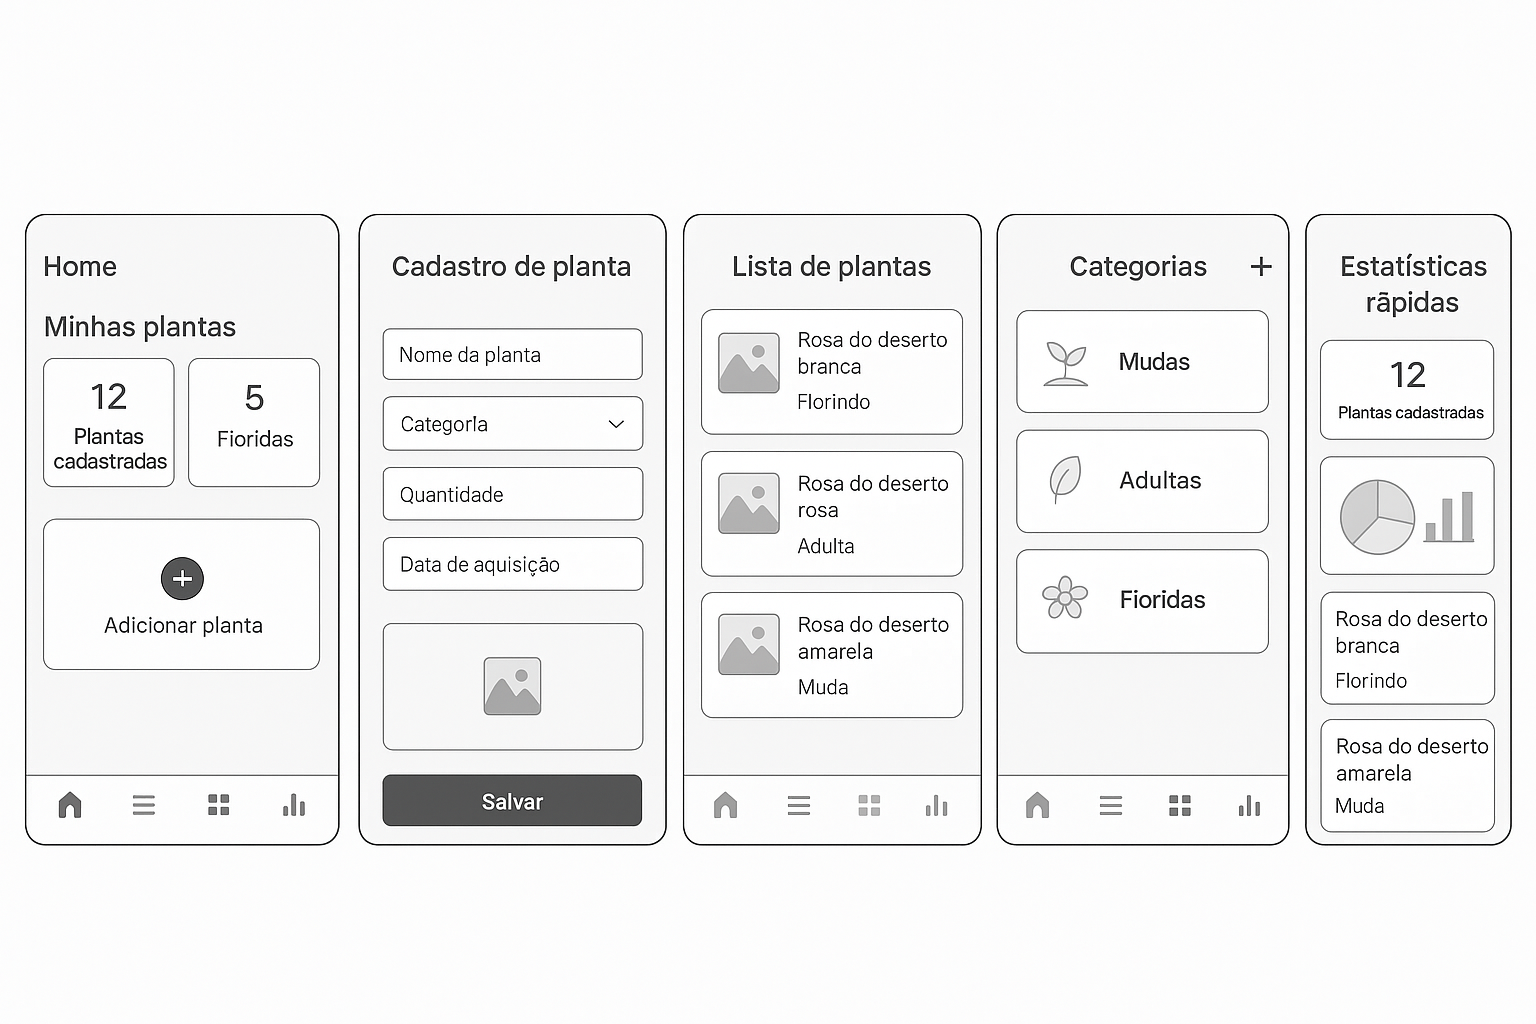 Home
Minhas plantas
12
Plantas
cadastradas
5
Fioridas
Adicionar planta
Cadastro de planta
Nome da planta
Categorīa
Quantidade
Data de aquisição
Salvar
Lista de plantas
Rosa do deserto
branca
Florindo
Rosa do deserto
rosa
Adulta
Rosa do deserto
amarela
Muda
Categorias +
Mudas
Adultas
Fioridas
Estatísticas
rãpidas
12
Plantas cadastradas
Rosa do deserto
branca
Florindo
Rosa do deserto
amarela
Muda